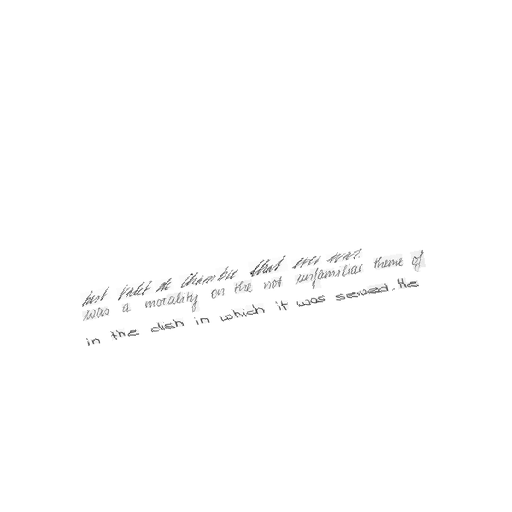 best valet de chambre that ever was.
was a morality on the not unfamiliar theme of
in the dish in which it was served. He